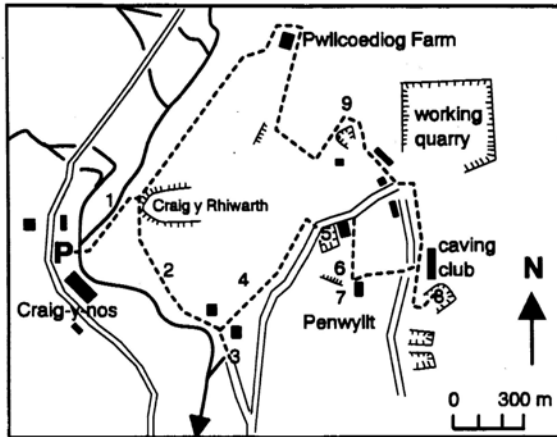 Pwllcoediog Farm
9
working
quarry
1
Craig y Rhiwarth
P
5
2
4
6
caving
club
7
8
Craig-y-nos
Penwyllt
3
N
0 300 m